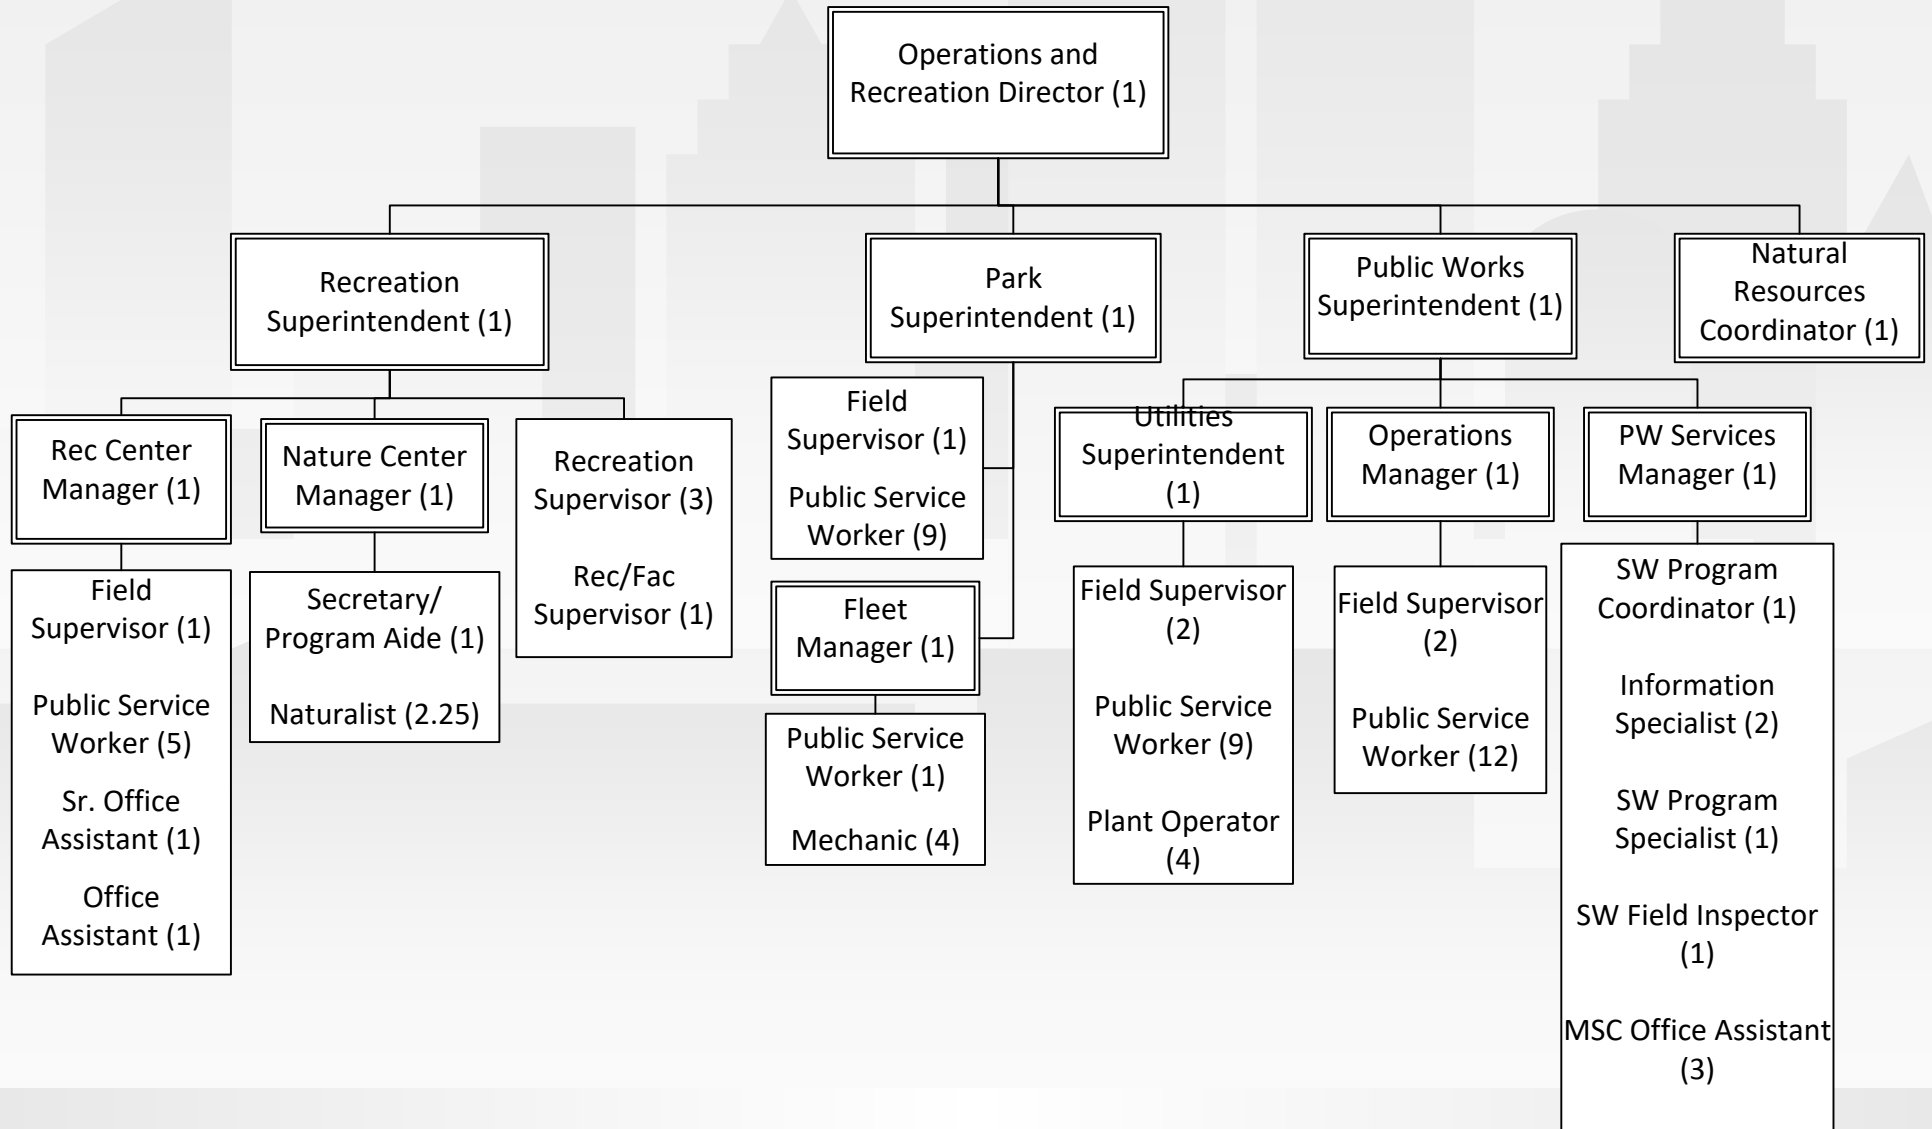 Operations and
Recreation Director (1)
Recreation
Superintendent (1)
Park
Superintendent (1)
Public Works
Superintendent (1)
Natural
Resources
Coordinator (1)
Rec Center
Manager (1)
Nature Center
Manager (1)
Recreation
Supervisor (3)
Rec/Fac
Supervisor (1)
Field
Supervisor (1)
Public Service
Worker (5)
Sr. Office
Assistant (1)
Office
Assistant (1)
Secretary/
Program Aide (1)
Naturalist (2.25)
Field
Supervisor (1)
Public Service
Worker (9)
Fleet
Manager (1)
Public Service
Worker (1)
Mechanic (4)
Utilities
Superintendent
(1)
Operations
Manager (1)
PW Services
Manager (1)
Field Supervisor
(2)
Public Service
Worker (9)
Plant Operator
(4)
Field Supervisor
(2)
Public Service
Worker (12)
SW Program
Coordinator (1)
Information
Specialist (2)
SW Program
Specialist (1)
SW Field Inspector
(1)
MSC Office Assistant
(3)